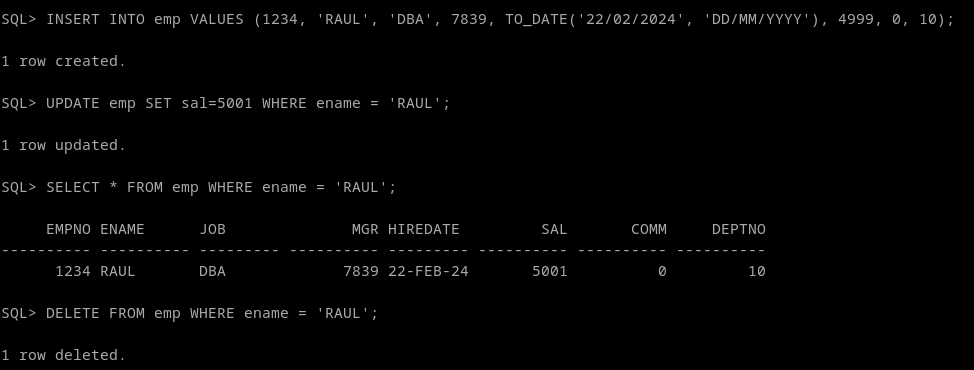 SQL> INSERT INTO emp VALUES (1234, 'RAUL', 'DBA', 7839, TO_DATE('22/02/2024', 'DD/MM/YYYY'), 4999, 0, 10);
1 row created.
SQL> UPDATE emp SET sal=5001 WHERE ename = 'RAUL';
1 row updated.
SQL> SELECT * FROM emp WHERE ename = 'RAUL';
     EMPNO ENAME      JOB              MGR HIREDATE         SAL       COMM     DEPTNO
---------- ---------- --------- ---------- --------- ---------- ---------- ----------
      1234 RAUL       DBA             7839 22-FEB-24       5001          0         10
SQL> DELETE FROM emp WHERE ename = 'RAUL';
1 row deleted.